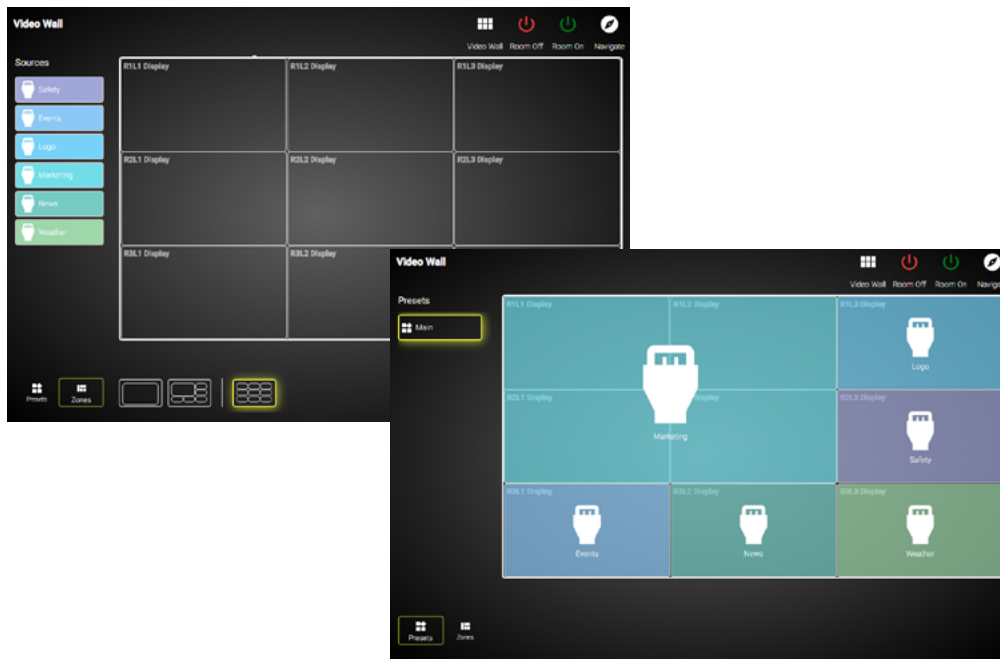 Video Wall
Video Wall Room Off Room On Navigate
Sources
Safety
Events
Logo
Marketing
News
Weather
R1L1 Display R1L2 Display R1L3 Display
R2L1 Display R2L2 Display R2L3 Display
R3L1 Display R3L2 Display
Presets Zones
Video Wall
Video Wall Room Off Room On Naviga
Presets
Main
R1L1 Display R1L2 Display R1L3 Display
Logo
R2L1 Display Display R2L3 Display
Marketing
Safety
R3L1 Display R3L2 Display R3L3 Display
Events News Weather
Presets Zones